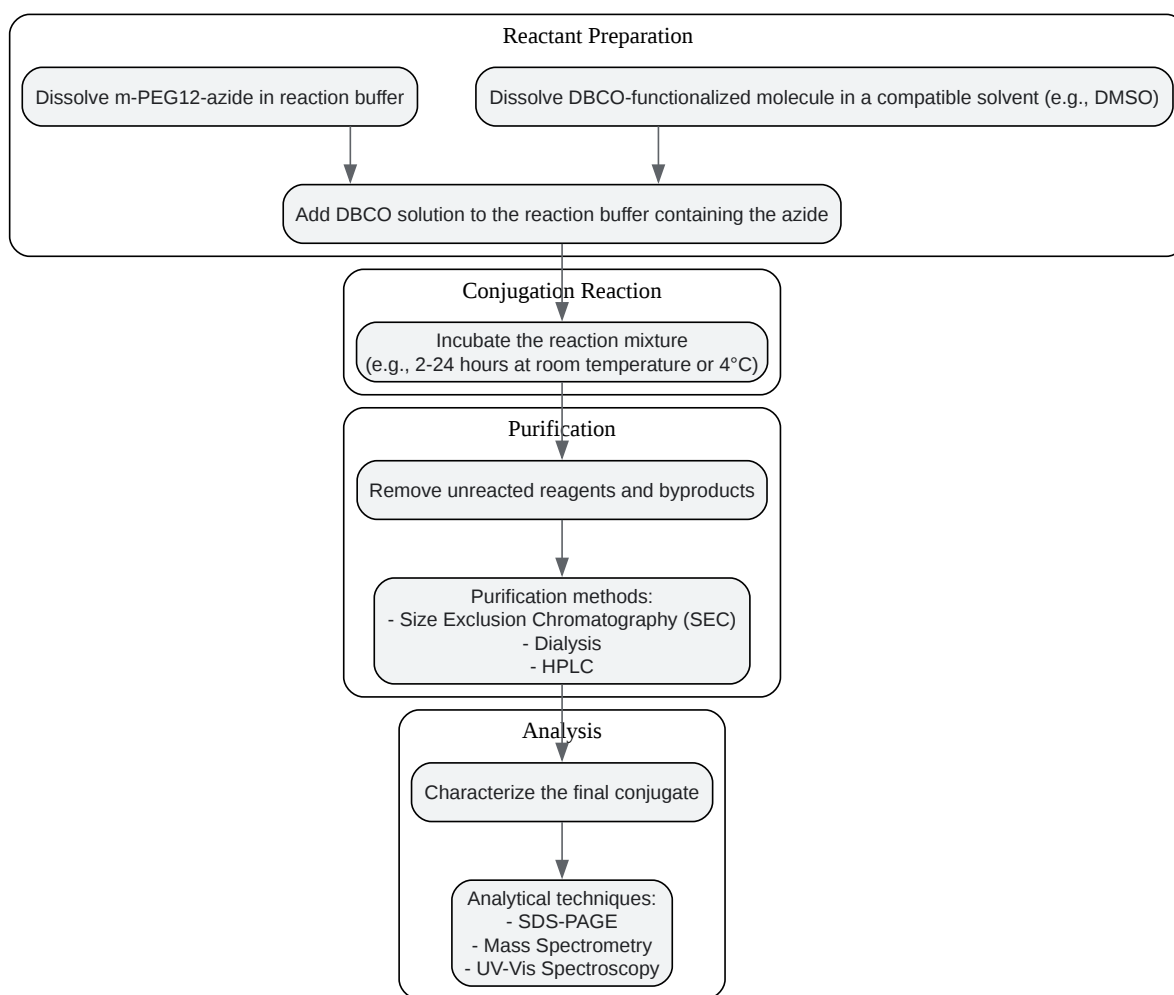 Reactant Preparation
Dissolve m-PEG12-azide in reaction buffer
Dissolve DBCO-functionalized molecule in a compatible solvent (e.g., DMSO)
Add DBCO solution to the reaction buffer containing the azide
Conjugation Reaction
Incubate the reaction mixture
(e.g., 2-24 hours at room temperature or 4°C)
Purification
Remove unreacted reagents and byproducts
Purification methods:
- Size Exclusion Chromatography (SEC)
- Dialysis
- HPLC
Analysis
Characterize the final conjugate
Analytical techniques:
- SDS-PAGE
- Mass Spectrometry
- UV-Vis Spectroscopy